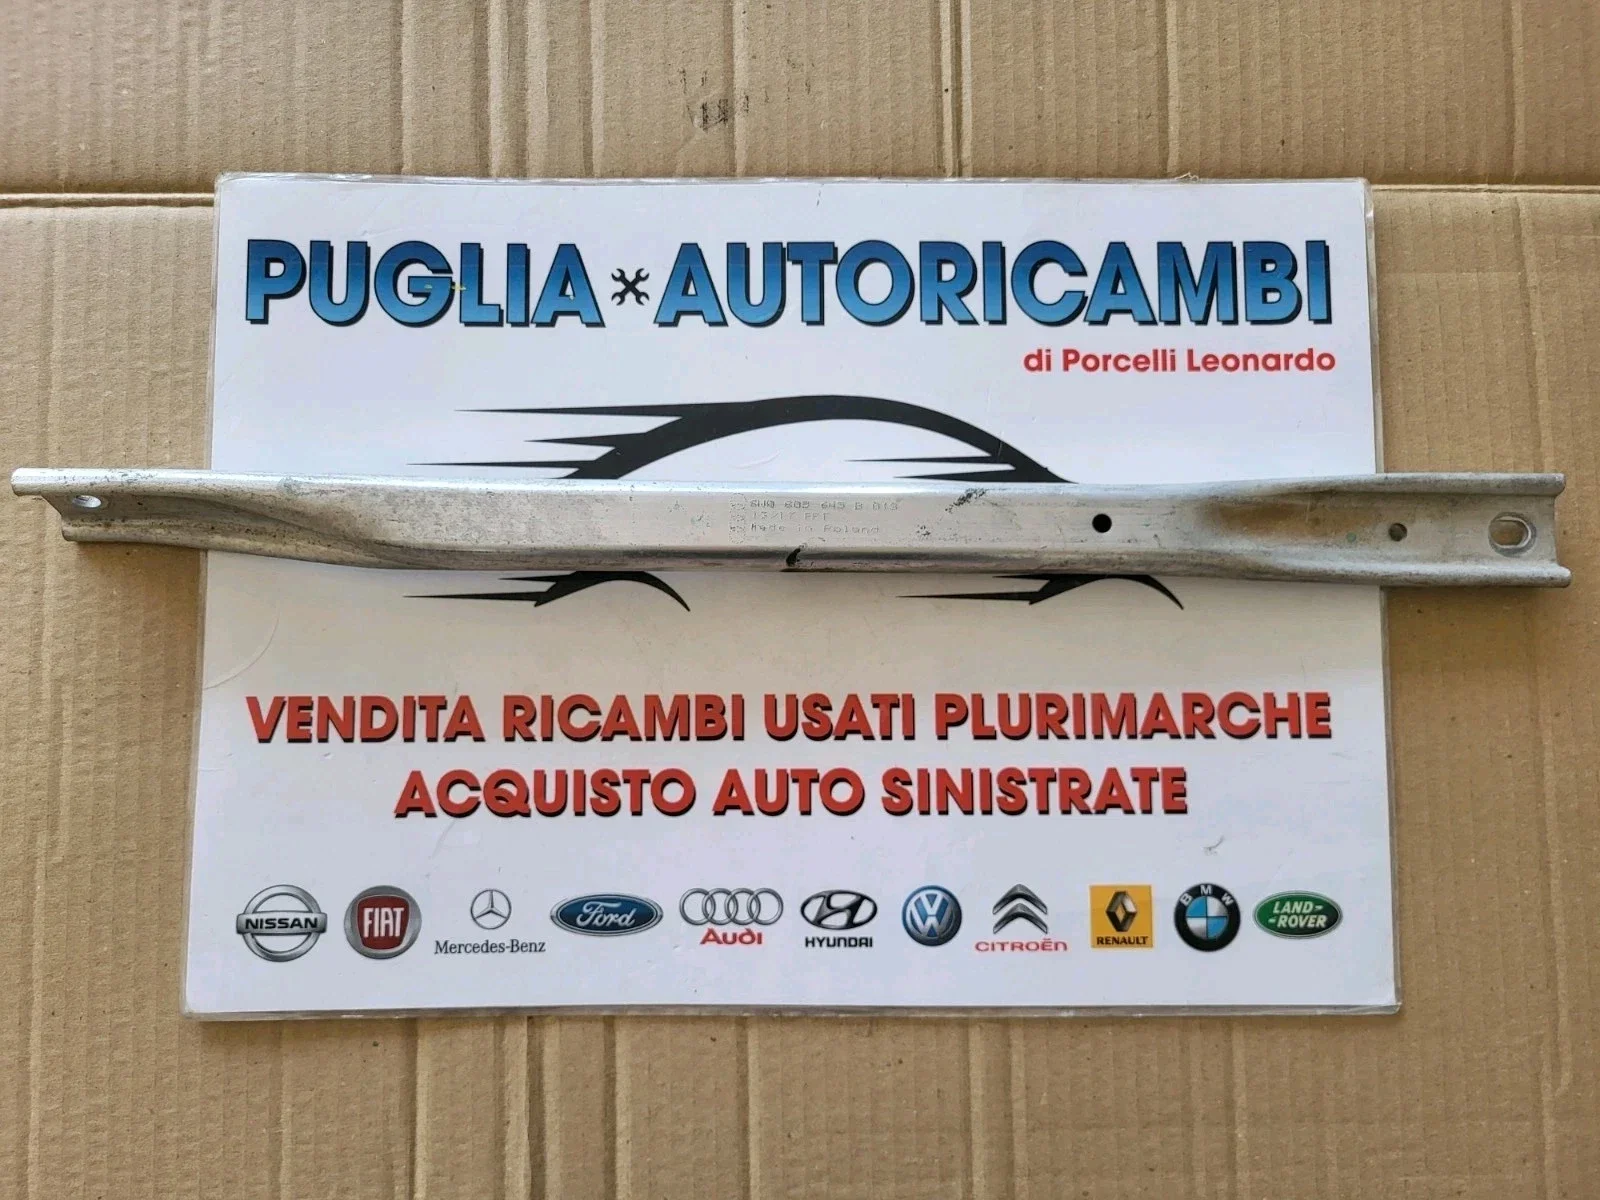 PUGLIA AUTORICAMBI
di Porcelli Leonardo
Made in Poland
VENDITA RICAMBI USATI PLURIMARCHE
ACQUISTO AUTO SINISTRATE
NISSAN
FIAT
Mercedes-Benz
Ford
Audi
HYUNDAI
CITROËN
RENAULT
BMW
LAND-
-ROVER